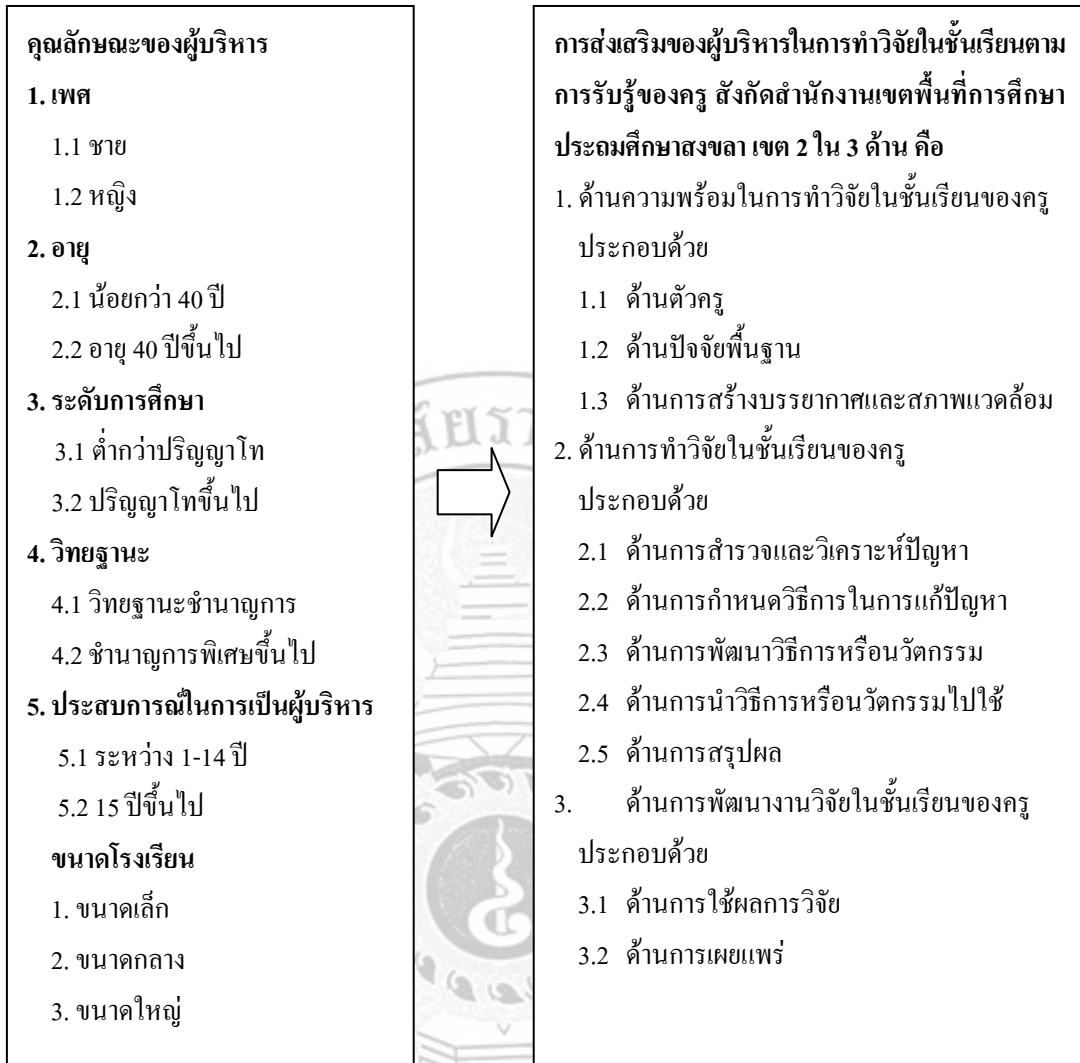 คุณลักษณะของผู้บริหาร
1. เพศ
1.1 ชาย
1.2 หญิง
2. อายุ
2.1 น้อยกว่า 40 ปี
2.2 อายุ 40 ปีขึ้นไป
3. ระดับการศึกษา
3.1 ต่ำกว่าปริญญาโท
3.2 ปริญญาโทขึ้นไป
4. วิทยฐานะ
4.1 วิทยฐานะชำนาญการ
4.2 ชำนาญการพิเศษขึ้นไป
5. ประสบการณ์ในการเป็นผู้บริหาร
5.1 ระหว่าง 1-14 ปี
5.2 15 ปีขึ้นไป
ขนาดโรงเรียน
1. ขนาดเล็ก
2. ขนาดกลาง
3. ขนาดใหญ่
การส่งเสริมของผู้บริหารในการทำวิจัยในชั้นเรียนตาม
การรับรู้ของครู สังกัดสำนักงานเขตพื้นที่การศึกษา
ประถมศึกษาสงขลา เขต 2 ใน 3 ด้าน คือ
1. ด้านความพร้อมในการทำวิจัยในชั้นเรียนของครู
ประกอบด้วย
1.1 ด้านตัวครู
1.2 ด้านปัจจัยพื้นฐาน
1.3 ด้านการสร้างบรรยากาศและสภาพแวดล้อม
2. ด้านการทำวิจัยในชั้นเรียนของครู
ประกอบด้วย
2.1 ด้านการสำรวจและวิเคราะห์ปัญหา
2.2 ด้านการกำหนดวิธีการในการแก้ปัญหา
2.3 ด้านการพัฒนาวิธีการหรือนวัตกรรม
2.4 ด้านการนำวิธีการหรือนวัตกรรมไปใช้
2.5 ด้านการสรุปผล
3. ด้านการพัฒนางานวิจัยในชั้นเรียนของครู
ประกอบด้วย
3.1 ด้านการใช้ผลการวิจัย
3.2 ด้านการเผยแพร่